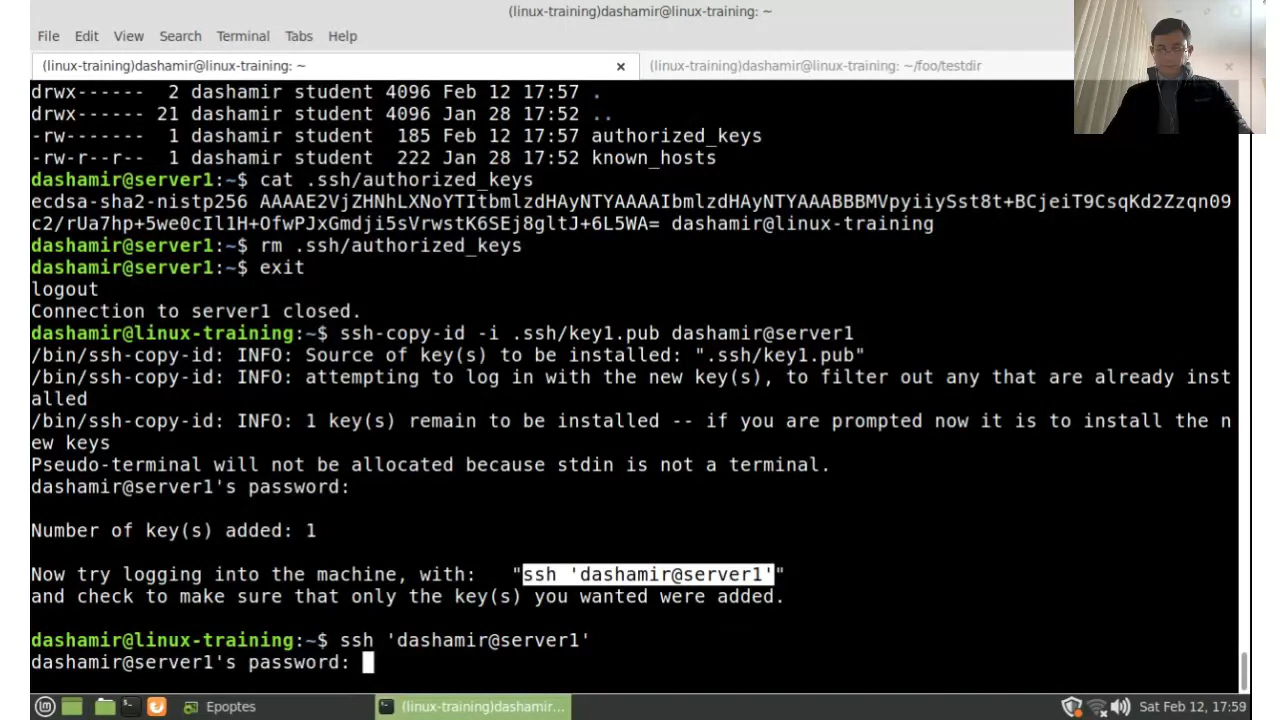 (linux-training)dashamir@linux-training: ~
File Edit View Search Terminal Tabs Help
(linux-training)dashamir@linux-training: ~ × (linux-training)dashamir@linux-training: ~/foo/testdir ×
drwx------ 2 dashamir student 4096 Feb 12 17:57 .
drwx------ 21 dashamir student 4096 Jan 28 17:52 ..
-rw------- 1 dashamir student 185 Feb 12 17:57 authorized_keys
-rw-r--r-- 1 dashamir student 222 Jan 28 17:52 known_hosts
dashamir@server1:~$ cat .ssh/authorized_keys
ecdsa-sha2-nistp256 AAAAE2VjZHNhLXNoYTItbmlzdHAyNTYAAAAIbmlzdHAyNTYAAABBBMVpyiiySst8t+BCjeiT9CsqKd2Zzqn09
c2/rUa7hp+5we0cIl1H+OfwPJxGmdji5sVrwstK6SEj8gltJ+6L5WA= dashamir@linux-training
dashamir@server1:~$ rm .ssh/authorized_keys
dashamir@server1:~$ exit
logout
Connection to server1 closed.
dashamir@linux-training:~$ ssh-copy-id -i .ssh/key1.pub dashamir@server1
/bin/ssh-copy-id: INFO: Source of key(s) to be installed: ".ssh/key1.pub"
/bin/ssh-copy-id: INFO: attempting to log in with the new key(s), to filter out any that are already inst
alled
/bin/ssh-copy-id: INFO: 1 key(s) remain to be installed -- if you are prompted now it is to install the n
ew keys
Pseudo-terminal will not be allocated because stdin is not a terminal.
dashamir@server1's password:
Number of key(s) added: 1
Now try logging into the machine, with: "ssh 'dashamir@server1'"
and check to make sure that only the key(s) you wanted were added.
dashamir@linux-training:~$ ssh 'dashamir@server1'
dashamir@server1's password:
Epoptes (linux-training)dashamir... Sat Feb 12, 17:59